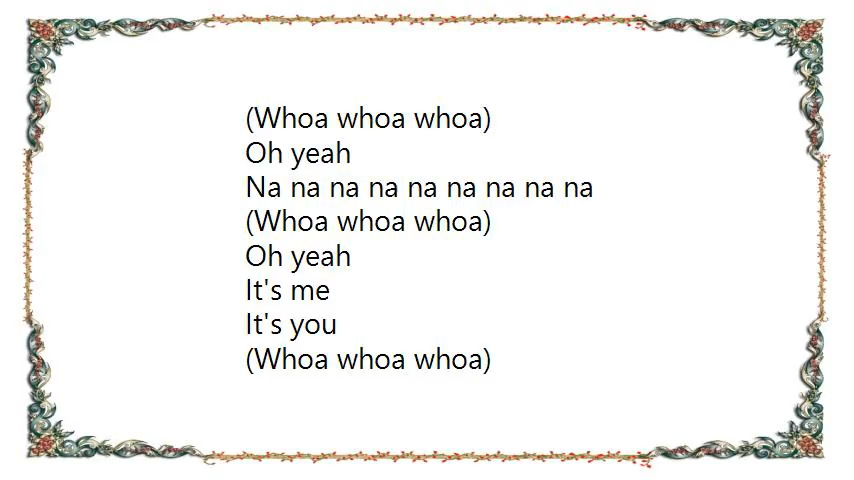 (Whoa whoa whoa)
Oh yeah
Na na na na na na na na na
(Whoa whoa whoa)
Oh yeah
It's me
It's you
(Whoa whoa whoa)